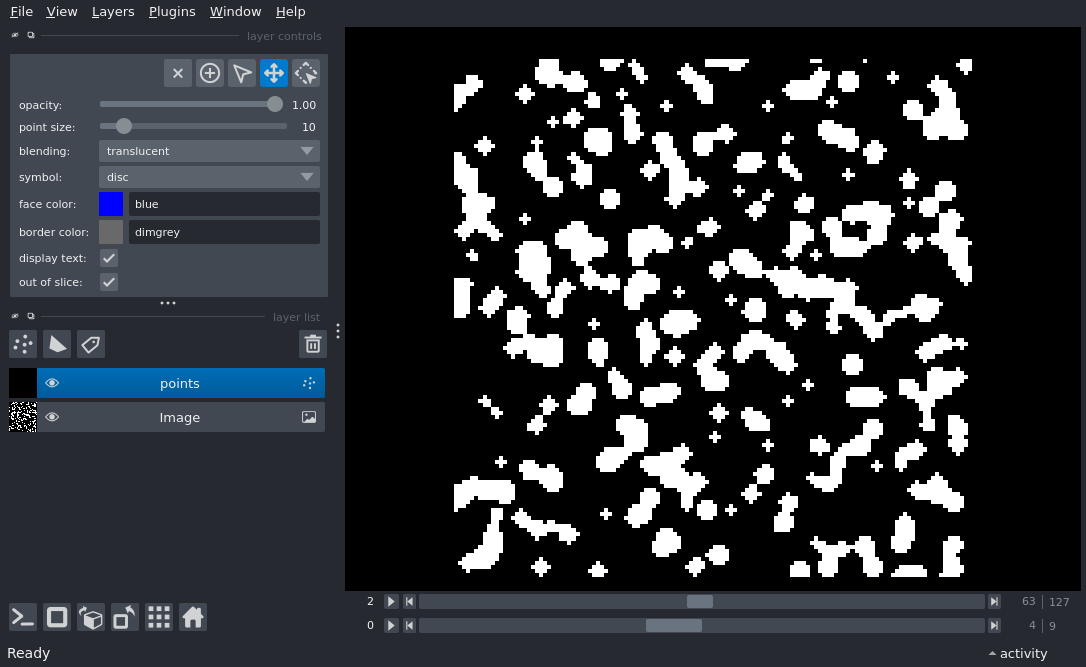 File View Layers Plugins Window Help
layer controls
opacity: 1.00
point size: 10
blending: translucent
symbol: disc
face color: blue
border color: dimgrey
display text:
out of slice:
layer list
points
Image
2 63 127
0 4 9
Ready activity